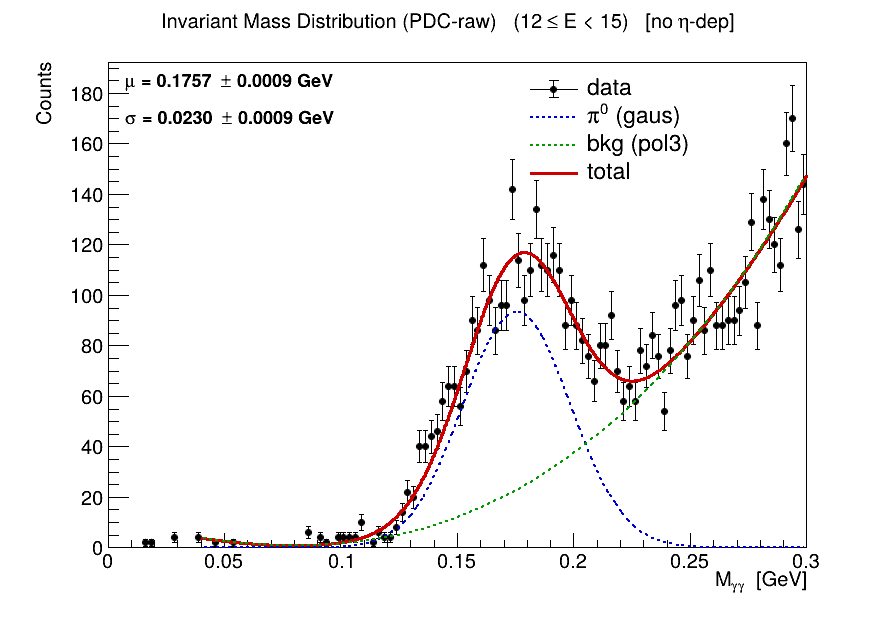 Invariant Mass Distribution (PDC-raw) (12 ≤ E < 15) [no η-dep]
μ = 0.1757 ± 0.0009 GeV
σ = 0.0230 ± 0.0009 GeV
data
π⁰ (gaus)
bkg (pol3)
total
Counts
180
160
140
120
100
80
60
40
20
0
0 0.05 0.1 0.15 0.2 0.25 0.3
Mγγ [GeV]